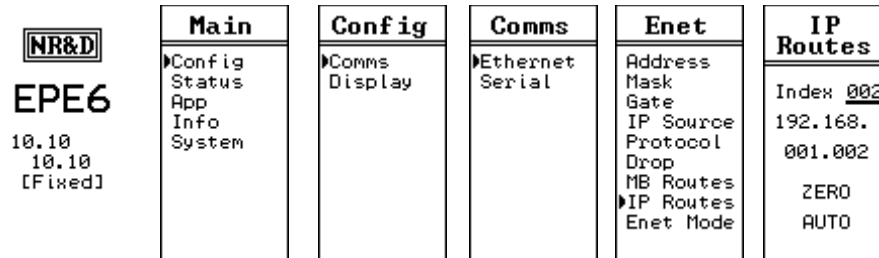 NR&D
EPE6
10.10
10.10
[Fixed]
Main
Config
Status
App
Info
System
Config
Comms
Display
Comms
Ethernet
Serial
Enet
Address
Mask
Gate
IP Source
Protocol
Drop
MB Routes
IP Routes
Enet Mode
IP
Routes
Index 002
192.168.
001.002
ZERO
AUTO